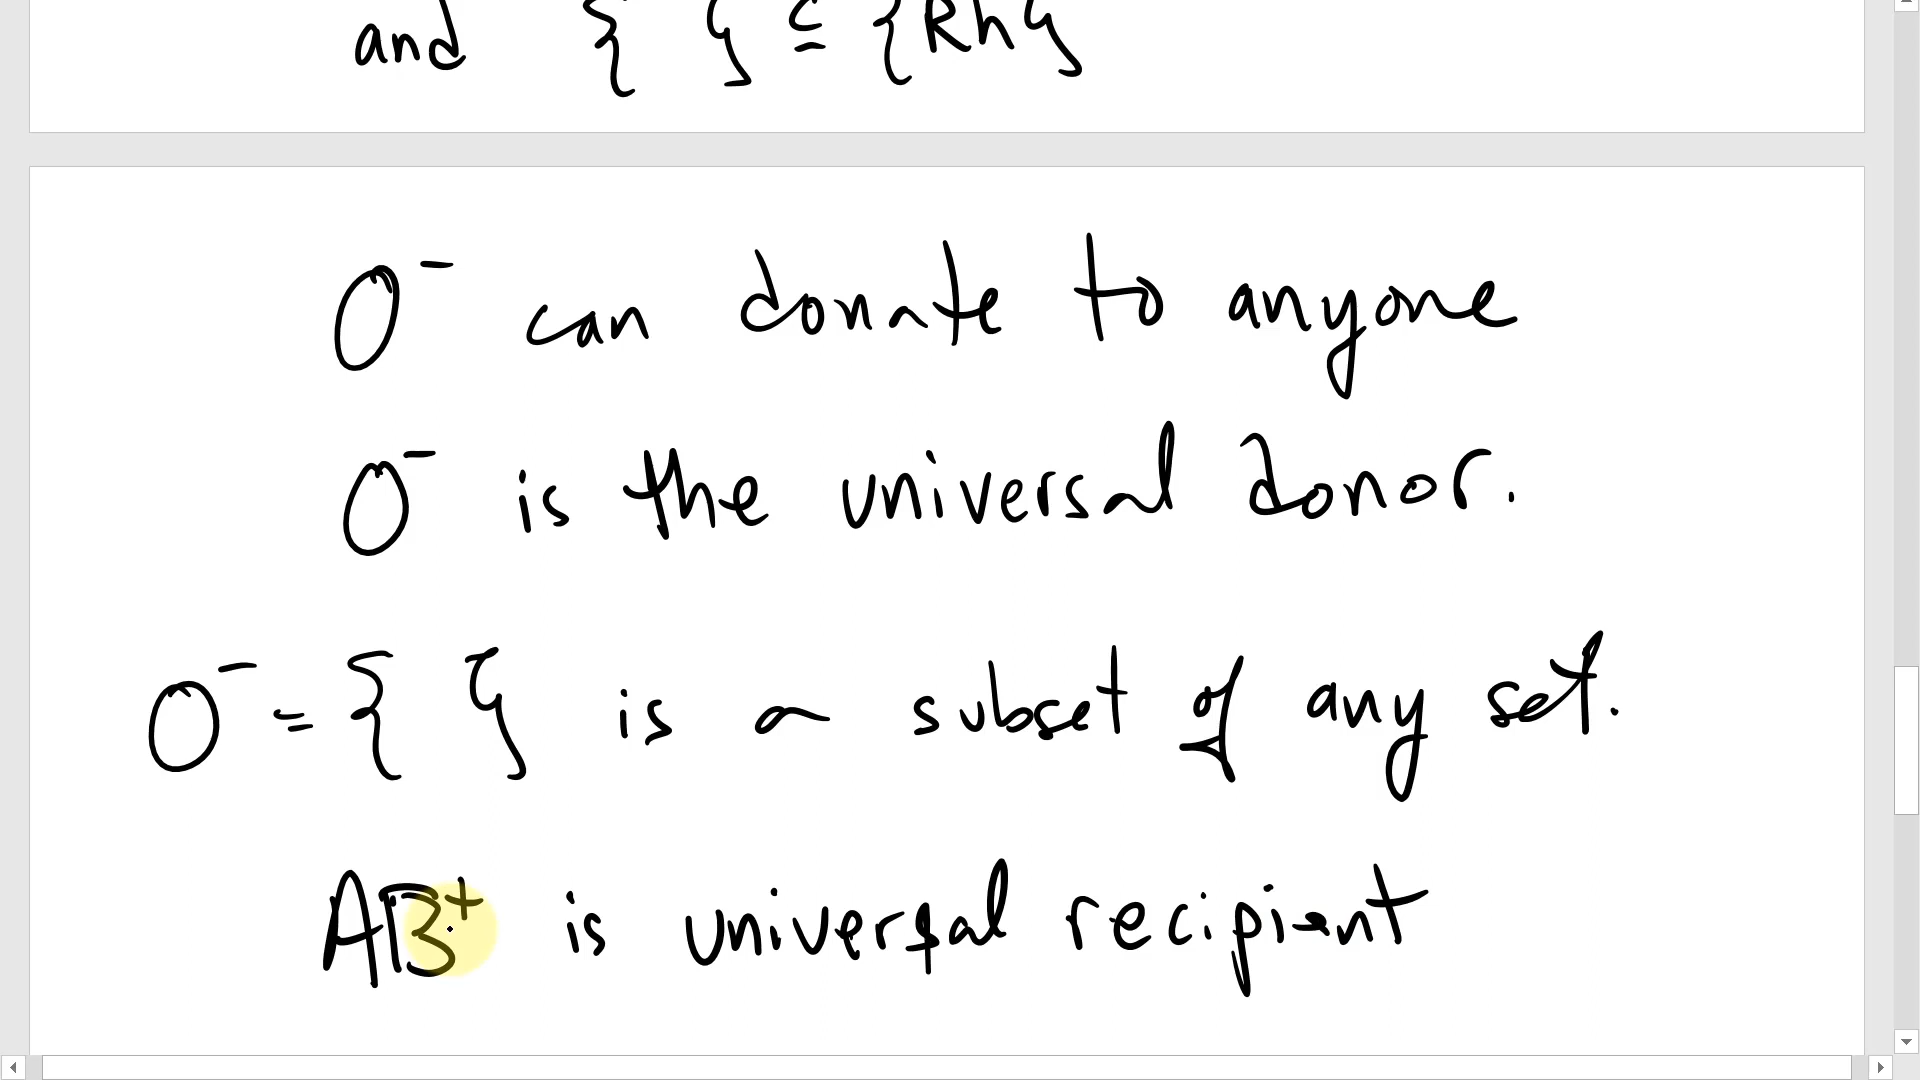 and { } ⊆ {Rh}
O⁻ can donate to anyone
O⁻ is the universal donor.
O⁻ = { } is a subset of any set.
AB⁺ is universal recipient